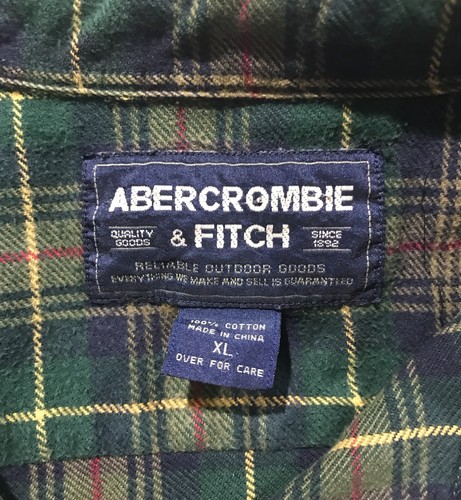 ABERCROMBIE
QUALITY GOODS & FITCH SINCE 1892
RELIABLE OUTDOOR GOODS
EVERYTHING WE MAKE AND SELL IS GUARANTEED
100% COTTON
MADE IN CHINA
XL
OVER FOR CARE